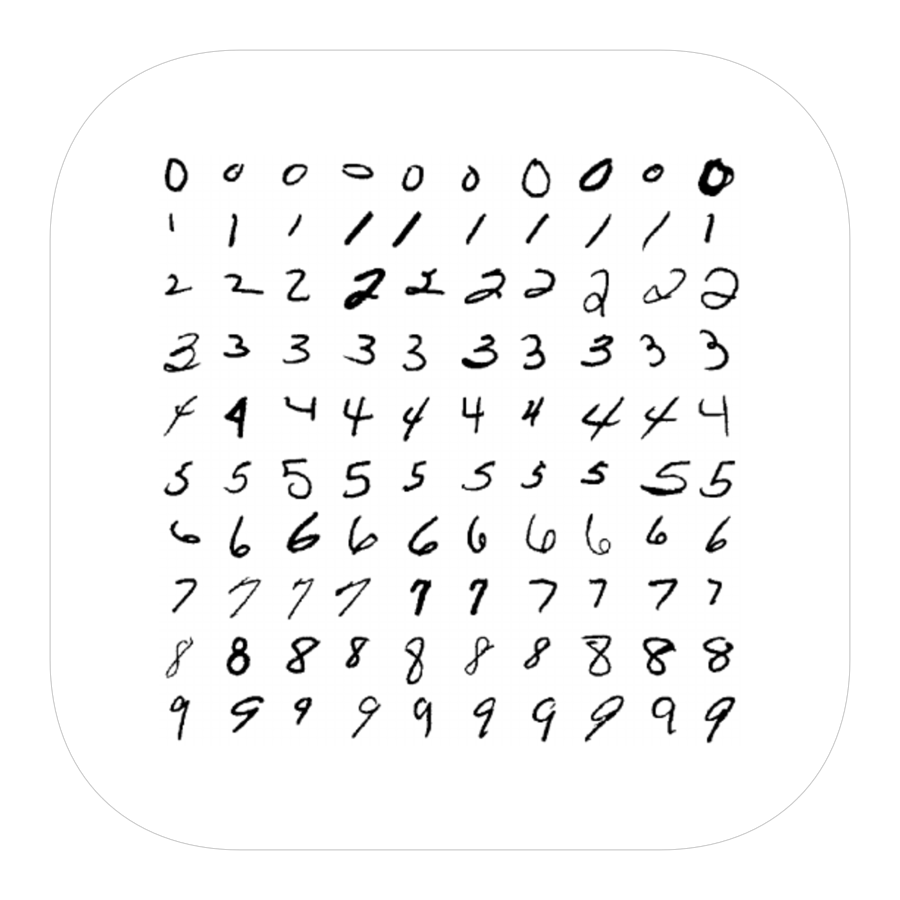 0 0 0 0 0 0 0 0 0 0
1 1 1 1 1 1 1 1 1 1
2 2 2 2 2 2 2 2 2 2
3 3 3 3 3 3 3 3 3 3
4 4 4 4 4 4 4 4 4 4
5 5 5 5 5 5 5 5 5 5
6 6 6 6 6 6 6 6 6 6
7 7 7 7 7 7 7 7 7 7
8 8 8 8 8 8 8 8 8 8
9 9 9 9 9 9 9 9 9 9